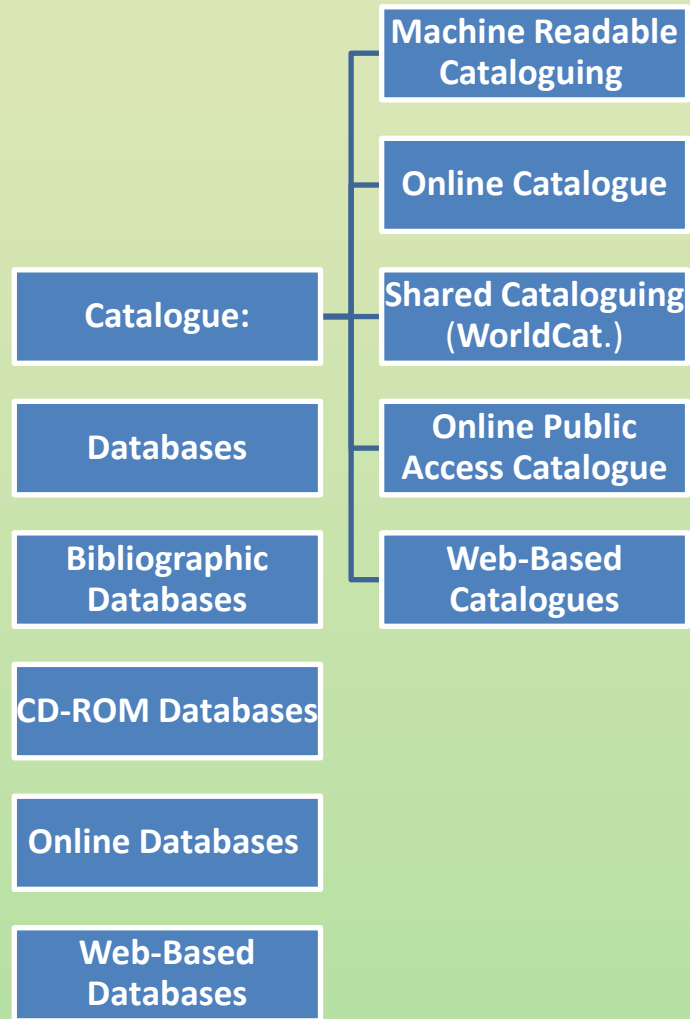 Catalogue:
Machine Readable
Cataloguing
Online Catalogue
Shared Cataloguing
(WorldCat.)
Online Public
Access Catalogue
Web-Based
Catalogues
Databases
Bibliographic
Databases
CD-ROM Databases
Online Databases
Web-Based
Databases